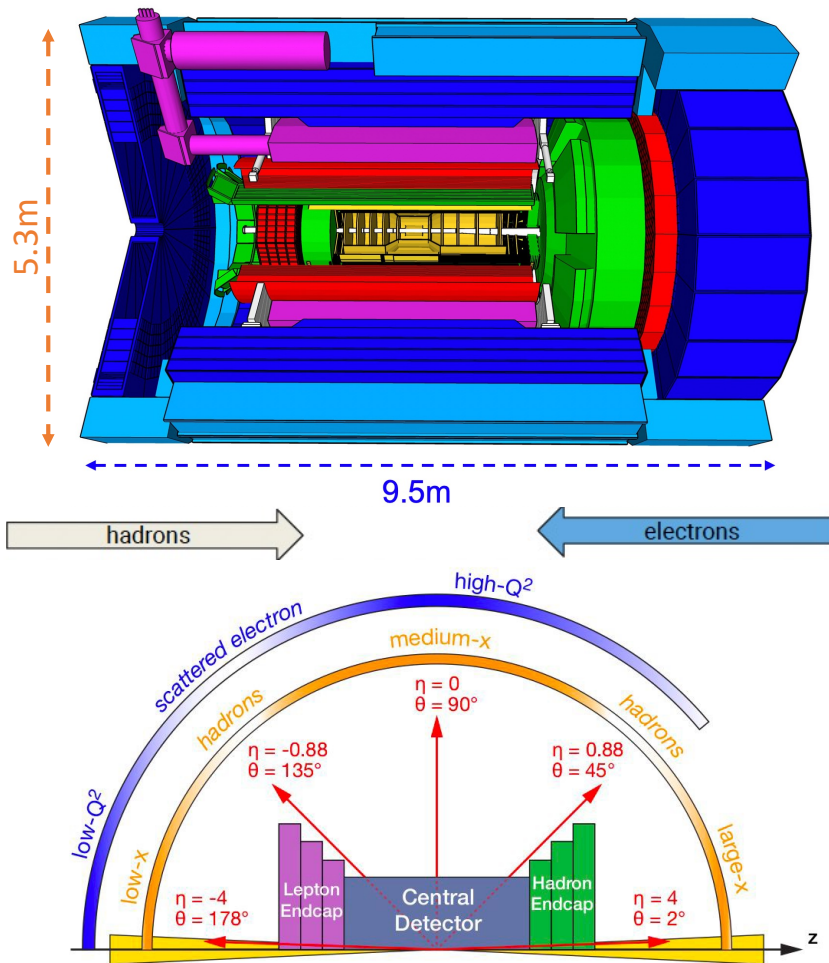 5.3m
9.5m
hadrons
electrons
high-Q²
scattered electron
medium-x
η = 0
θ = 90°
hadrons
hadrons
η = -0.88
θ = 135°
η = 0.88
θ = 45°
low-Q²
low-x
large-x
Lepton
Endcap
Central
Detector
Hadron
Endcap
η = -4
θ = 178°
η = 4
θ = 2°
z